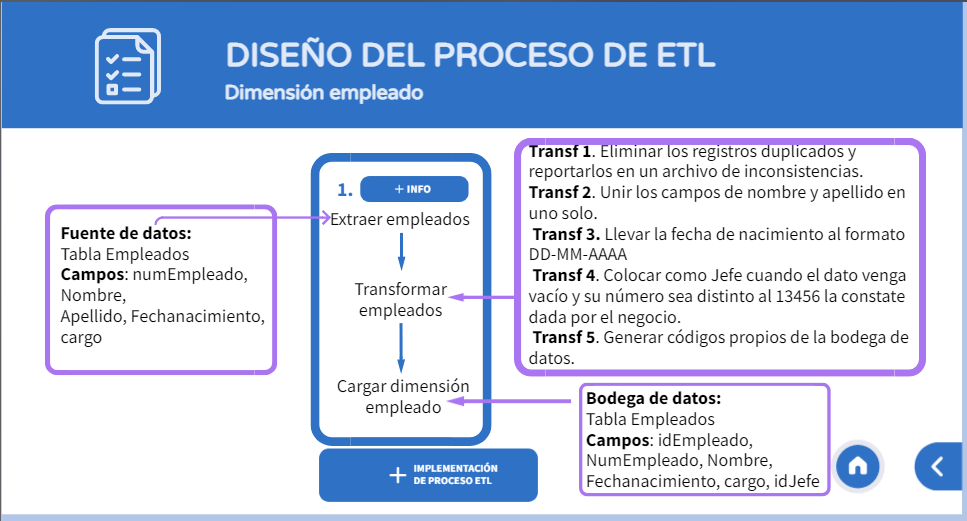 DISEÑO DEL PROCESO DE ETL
Dimensión empleado
Fuente de datos:
Tabla Empleados
Campos: numEmpleado,
Nombre,
Apellido, Fechanacimiento,
cargo
1. + INFO
Extraer empleados
Transformar
empleados
Cargar dimensión
empleado
Transf 1. Eliminar los registros duplicados y
reportarlos en un archivo de inconsistencias.
Transf 2. Unir los campos de nombre y apellido en
uno solo.
Transf 3. Llevar la fecha de nacimiento al formato
DD-MM-AAAA
Transf 4. Colocar como Jefe cuando el dato venga
vacío y su número sea distinto al 13456 la constate
dada por el negocio.
Transf 5. Generar códigos propios de la bodega de
datos.
Bodega de datos:
Tabla Empleados
Campos: idEmpleado,
NumEmpleado, Nombre,
Fechanacimiento, cargo, idJefe
+ IMPLEMENTACIÓN
DE PROCESO ETL